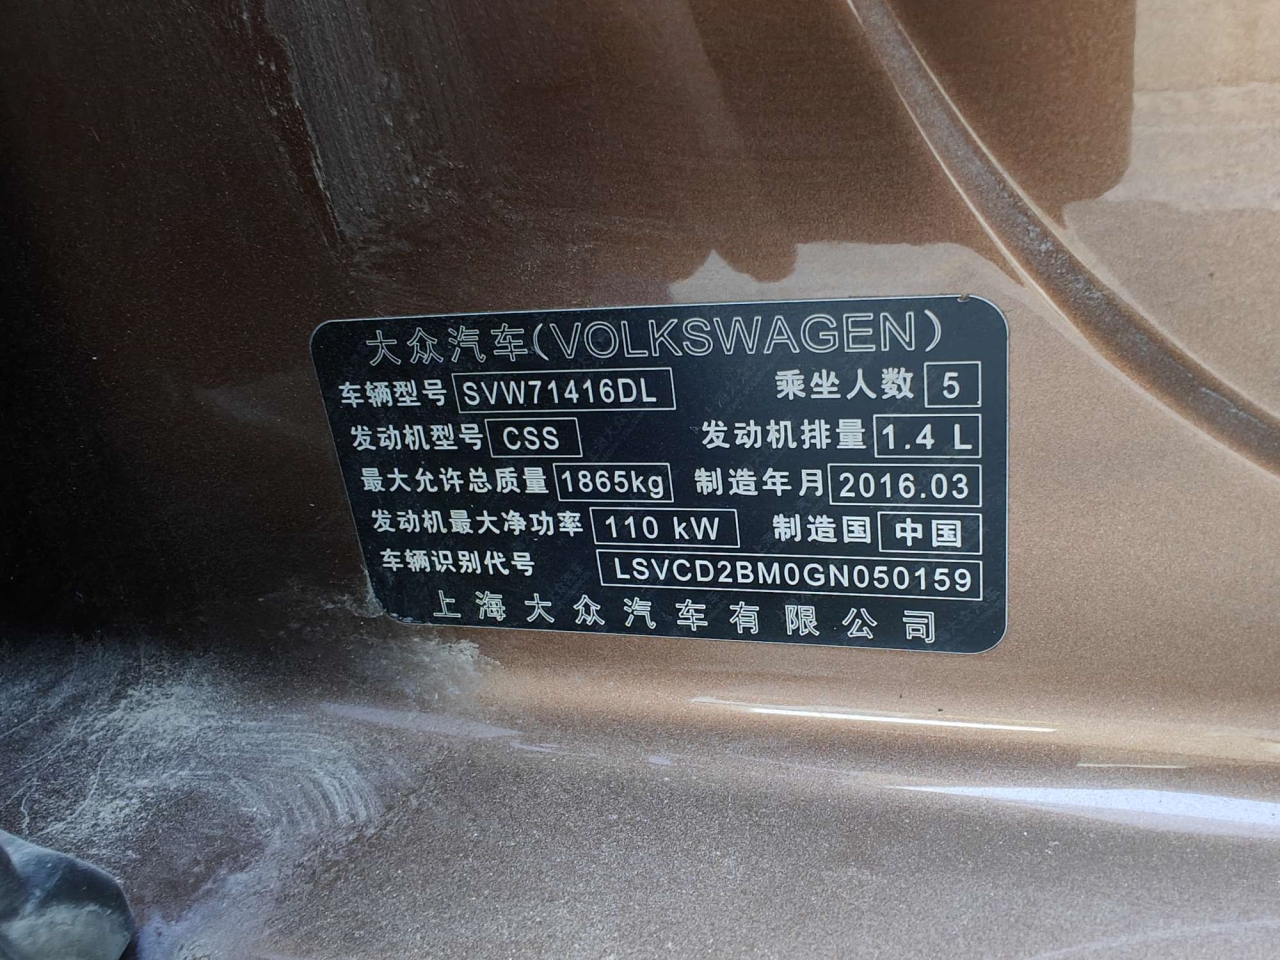 大众汽车(VOLKSWAGEN)
车辆型号 SVW71416DL 乘坐人数 5
发动机型号 CSS 发动机排量 1.4 L
最大允许总质量 1865kg 制造年月 2016.03
发动机最大净功率 110 kW 制造国 中国
车辆识别代号 LSVCD2BM0GN050159
上海大众汽车有限公司